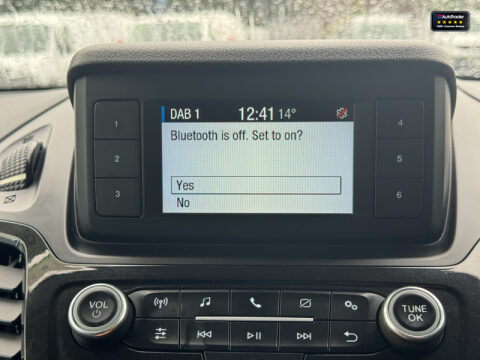 AutoTrader
DAB 1 12:41 14°
Bluetooth is off. Set to on?
Yes
No
1
2
3
4
5
6
VOL
TUNE
OK